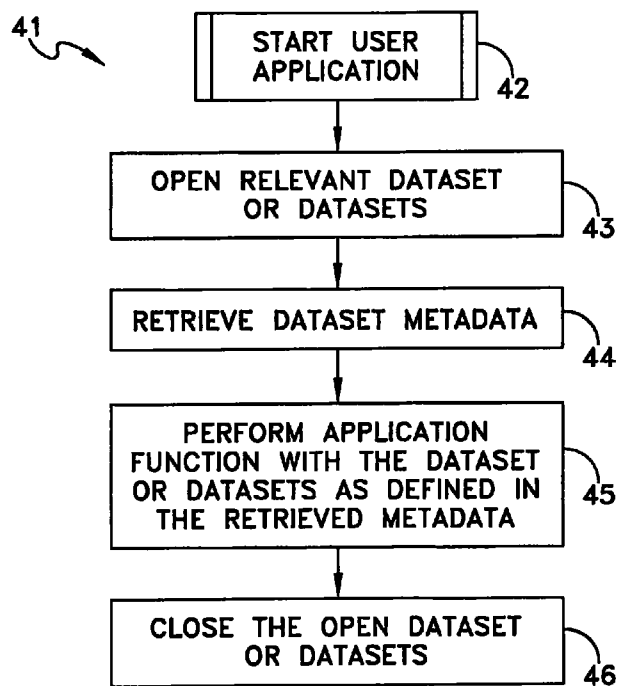 41
START USER
APPLICATION
42
OPEN RELEVANT DATASET
OR DATASETS
43
RETRIEVE DATASET METADATA
44
PERFORM APPLICATION
FUNCTION WITH THE DATASET
OR DATASETS AS DEFINED IN
THE RETRIEVED METADATA
45
CLOSE THE OPEN DATASET
OR DATASETS
46